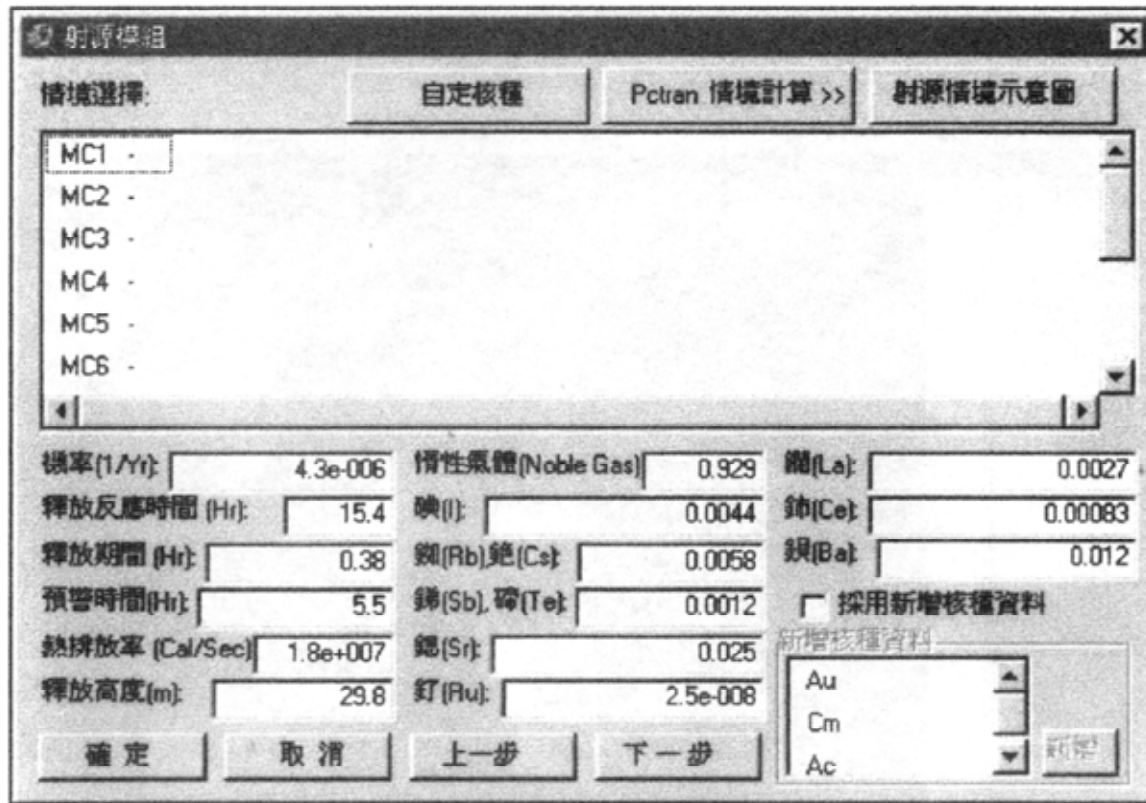 射源模組
情境選擇:
自定核種
Pctran 情境計算 >>
射源情境示意圖
MC1 -
MC2 -
MC3 -
MC4 -
MC5 -
MC6 -
機率(1/Yr): 4.3e-006
釋放反應時間 (Hr): 15.4
釋放期間 (Hr): 0.38
預警時間(Hr): 5.5
熱排放率 (Cal/Sec) 1.8e+007
釋放高度(m): 29.8
惰性氣體(Noble Gas) 0.929
碘(I): 0.0044
銣(Rb),銫(Cs): 0.0058
銻(Sb),碲(Te): 0.0012
鍶(Sr): 0.025
釕(Ru): 2.5e-008
鑭(La): 0.0027
鈰(Ce): 0.00083
鋇(Ba): 0.012
採用新增核種資料
新增核種資料
Au
Cm
Ac
新增
確 定
取 消
上一步
下一步